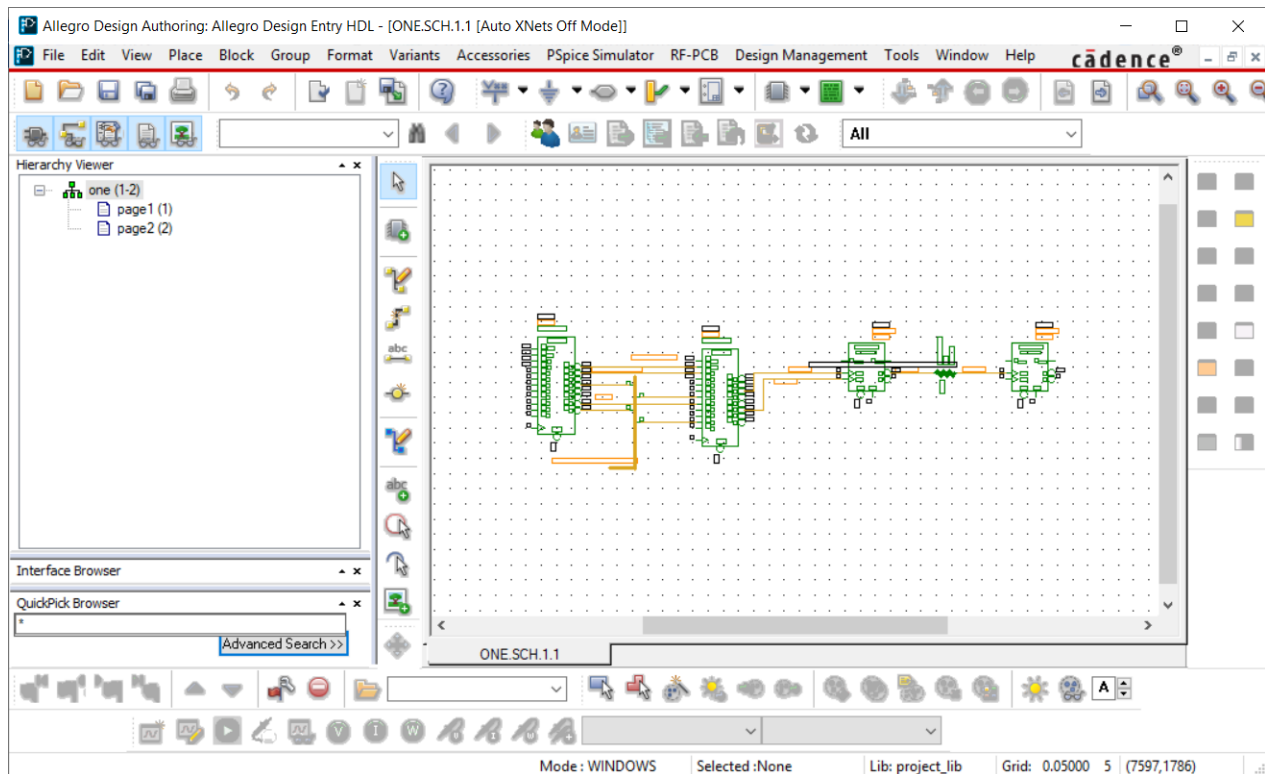 Allegro Design Authoring: Allegro Design Entry HDL - [ONE.SCH.1.1 [Auto XNets Off Mode]]
File Edit View Place Block Group Format Variants Accessories PSpice Simulator RF-PCB Design Management Tools Window Help cādence®
All
Hierarchy Viewer
one (1-2)
page1 (1)
page2 (2)
abc
abc
Interface Browser
QuickPick Browser
*
Advanced Search >>
ONE.SCH.1.1
A
V I W
Mode : WINDOWS Selected :None Lib: project_lib Grid: 0.05000 5 (7597,1786)